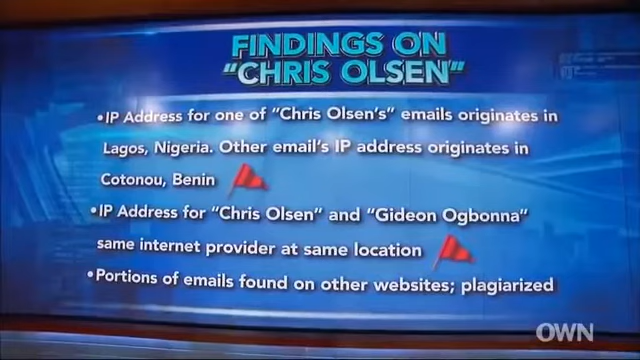 FINDINGS ON
“CHRIS OLSEN”
•IP Address for one of “Chris Olsen’s” emails originates in
Lagos, Nigeria. Other email’s IP address originates in
Cotonou, Benin
•IP Address for “Chris Olsen” and “Gideon Ogbonna”
same internet provider at same location
•Portions of emails found on other websites; plagiarized
OWN